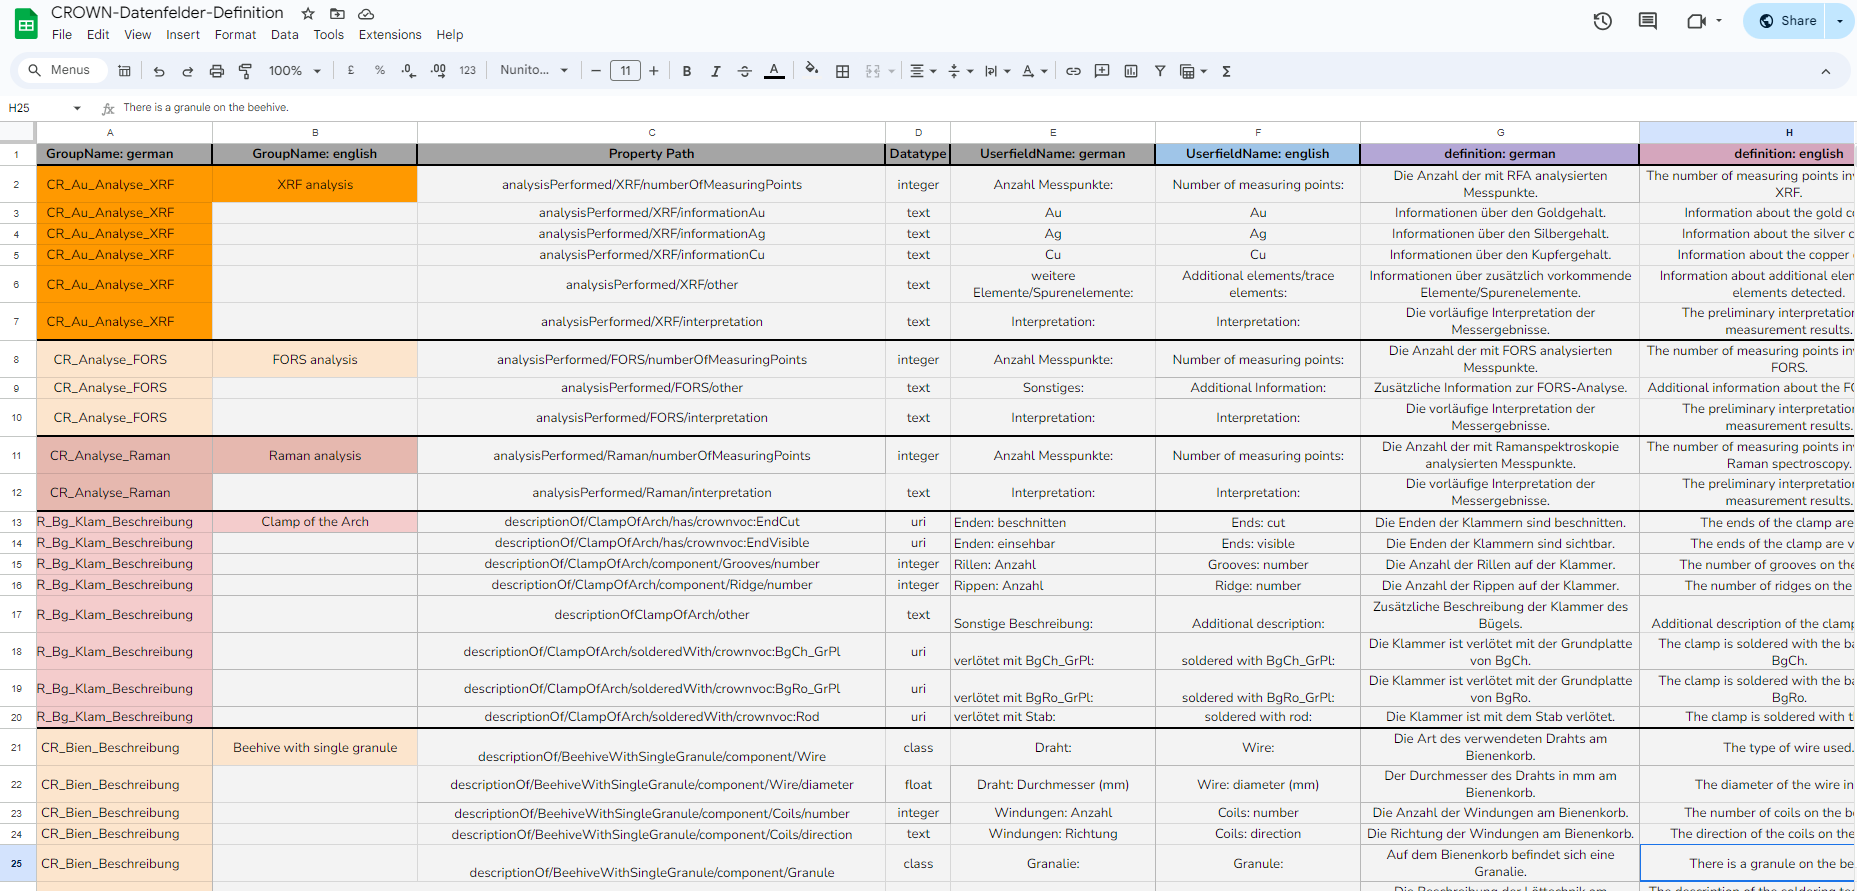 CROWN-Datenfelder-Definition
File Edit View Insert Format Data Tools Extensions Help
Share
Menus 100% £ % .0 .00 123 Nunito... 11 B I A
H25 fx There is a granule on the beehive.
A B C D E F G H
1 GroupName: german GroupName: english Property Path Datatype UserfieldName: german UserfieldName: english definition: german definition: english
2 CR_Au_Analyse_XRF XRF analysis analysisPerformed/XRF/numberOfMeasuringPoints integer Anzahl Messpunkte: Number of measuring points: Die Anzahl der mit RFA analysierten Messpunkte. The number of measuring points in XRF.
3 CR_Au_Analyse_XRF analysisPerformed/XRF/informationAu text Au Au Informationen über den Goldgehalt. Information about the gold c
4 CR_Au_Analyse_XRF analysisPerformed/XRF/informationAg text Ag Ag Informationen über den Silbergehalt. Information about the silver c
5 CR_Au_Analyse_XRF analysisPerformed/XRF/informationCu text Cu Cu Informationen über den Kupfergehalt. Information about the copper
6 CR_Au_Analyse_XRF analysisPerformed/XRF/other text weitere Elemente/Spurenelemente: Additional elements/trace elements: Informationen über zusätzlich vorkommende Elemente/Spurenelemente. Information about additional elem elements detected.
7 CR_Au_Analyse_XRF analysisPerformed/XRF/interpretation text Interpretation: Interpretation: Die vorläufige Interpretation der Messergebnisse. The preliminary interpretation measurement results.
8 CR_Analyse_FORS FORS analysis analysisPerformed/FORS/numberOfMeasuringPoints integer Anzahl Messpunkte: Number of measuring points: Die Anzahl der mit FORS analysierten Messpunkte. The number of measuring points in FORS.
9 CR_Analyse_FORS analysisPerformed/FORS/other text Sonstiges: Additional Information: Zusätzliche Information zur FORS-Analyse. Additional information about the FO
10 CR_Analyse_FORS analysisPerformed/FORS/interpretation text Interpretation: Interpretation: Die vorläufige Interpretation der Messergebnisse. The preliminary interpretation measurement results.
11 CR_Analyse_Raman Raman analysis analysisPerformed/Raman/numberOfMeasuringPoints integer Anzahl Messpunkte: Number of measuring points: Die Anzahl der mit Ramanspektroskopie analysierten Messpunkte. The number of measuring points in Raman spectroscopy.
12 CR_Analyse_Raman analysisPerformed/Raman/interpretation text Interpretation: Interpretation: Die vorläufige Interpretation der Messergebnisse. The preliminary interpretation measurement results.
13 R_Bg_Klam_Beschreibung Clamp of the Arch descriptionOf/ClampOfArch/has/crownvoc:EndCut uri Enden: beschnitten Ends: cut Die Enden der Klammern sind beschnitten. The ends of the clamp are
14 R_Bg_Klam_Beschreibung descriptionOf/ClampOfArch/has/crownvoc:EndVisible uri Enden: einsehbar Ends: visible Die Enden der Klammern sind sichtbar. The ends of the clamp are v
15 R_Bg_Klam_Beschreibung descriptionOf/ClampOfArch/component/Grooves/number integer Rillen: Anzahl Grooves: number Die Anzahl der Rillen auf der Klammer. The number of grooves on the
16 R_Bg_Klam_Beschreibung descriptionOf/ClampOfArch/component/Ridge/number integer Rippen: Anzahl Ridge: number Die Anzahl der Rippen auf der Klammer. The number of ridges on the
17 R_Bg_Klam_Beschreibung descriptionOfClampOfArch/other text Sonstige Beschreibung: Additional description: Zusätzliche Beschreibung der Klammer des Bügels. Additional description of the clamp
18 R_Bg_Klam_Beschreibung descriptionOf/ClampOfArch/solderedWith/crownvoc:BgCh_GrPl uri verlötet mit BgCh_GrPl: soldered with BgCh_GrPl: Die Klammer ist verlötet mit der Grundplatte von BgCh. The clamp is soldered with the ba BgCh.
19 R_Bg_Klam_Beschreibung descriptionOf/ClampOfArch/solderedWith/crownvoc:BgRo_GrPl uri verlötet mit BgRo_GrPl: soldered with BgRo_GrPl: Die Klammer ist verlötet mit der Grundplatte von BgRo. The clamp is soldered with the ba BgRo.
20 R_Bg_Klam_Beschreibung descriptionOf/ClampOfArch/solderedWith/crownvoc:Rod uri verlötet mit Stab: soldered with rod: Die Klammer ist mit dem Stab verlötet. The clamp is soldered with t
21 CR_Bien_Beschreibung Beehive with single granule descriptionOf/BeehiveWithSingleGranule/component/Wire class Draht: Wire: Die Art des verwendeten Drahts am Bienenkorb. The type of wire used.
22 CR_Bien_Beschreibung descriptionOf/BeehiveWithSingleGranule/component/Wire/diameter float Draht: Durchmesser (mm) Wire: diameter (mm) Der Durchmesser des Drahts in mm am Bienenkorb. The diameter of the wire in
23 CR_Bien_Beschreibung descriptionOf/BeehiveWithSingleGranule/component/Coils/number integer Windungen: Anzahl Coils: number Die Anzahl der Windungen am Bienenkorb. The number of coils on the b
24 CR_Bien_Beschreibung descriptionOf/BeehiveWithSingleGranule/component/Coils/direction text Windungen: Richtung Coils: direction Die Richtung der Windungen am Bienenkorb. The direction of the coils on the
25 CR_Bien_Beschreibung descriptionOf/BeehiveWithSingleGranule/component/Granule class Granalie: Granule: Auf dem Bienenkorb befindet sich eine Granalie. There is a granule on the be